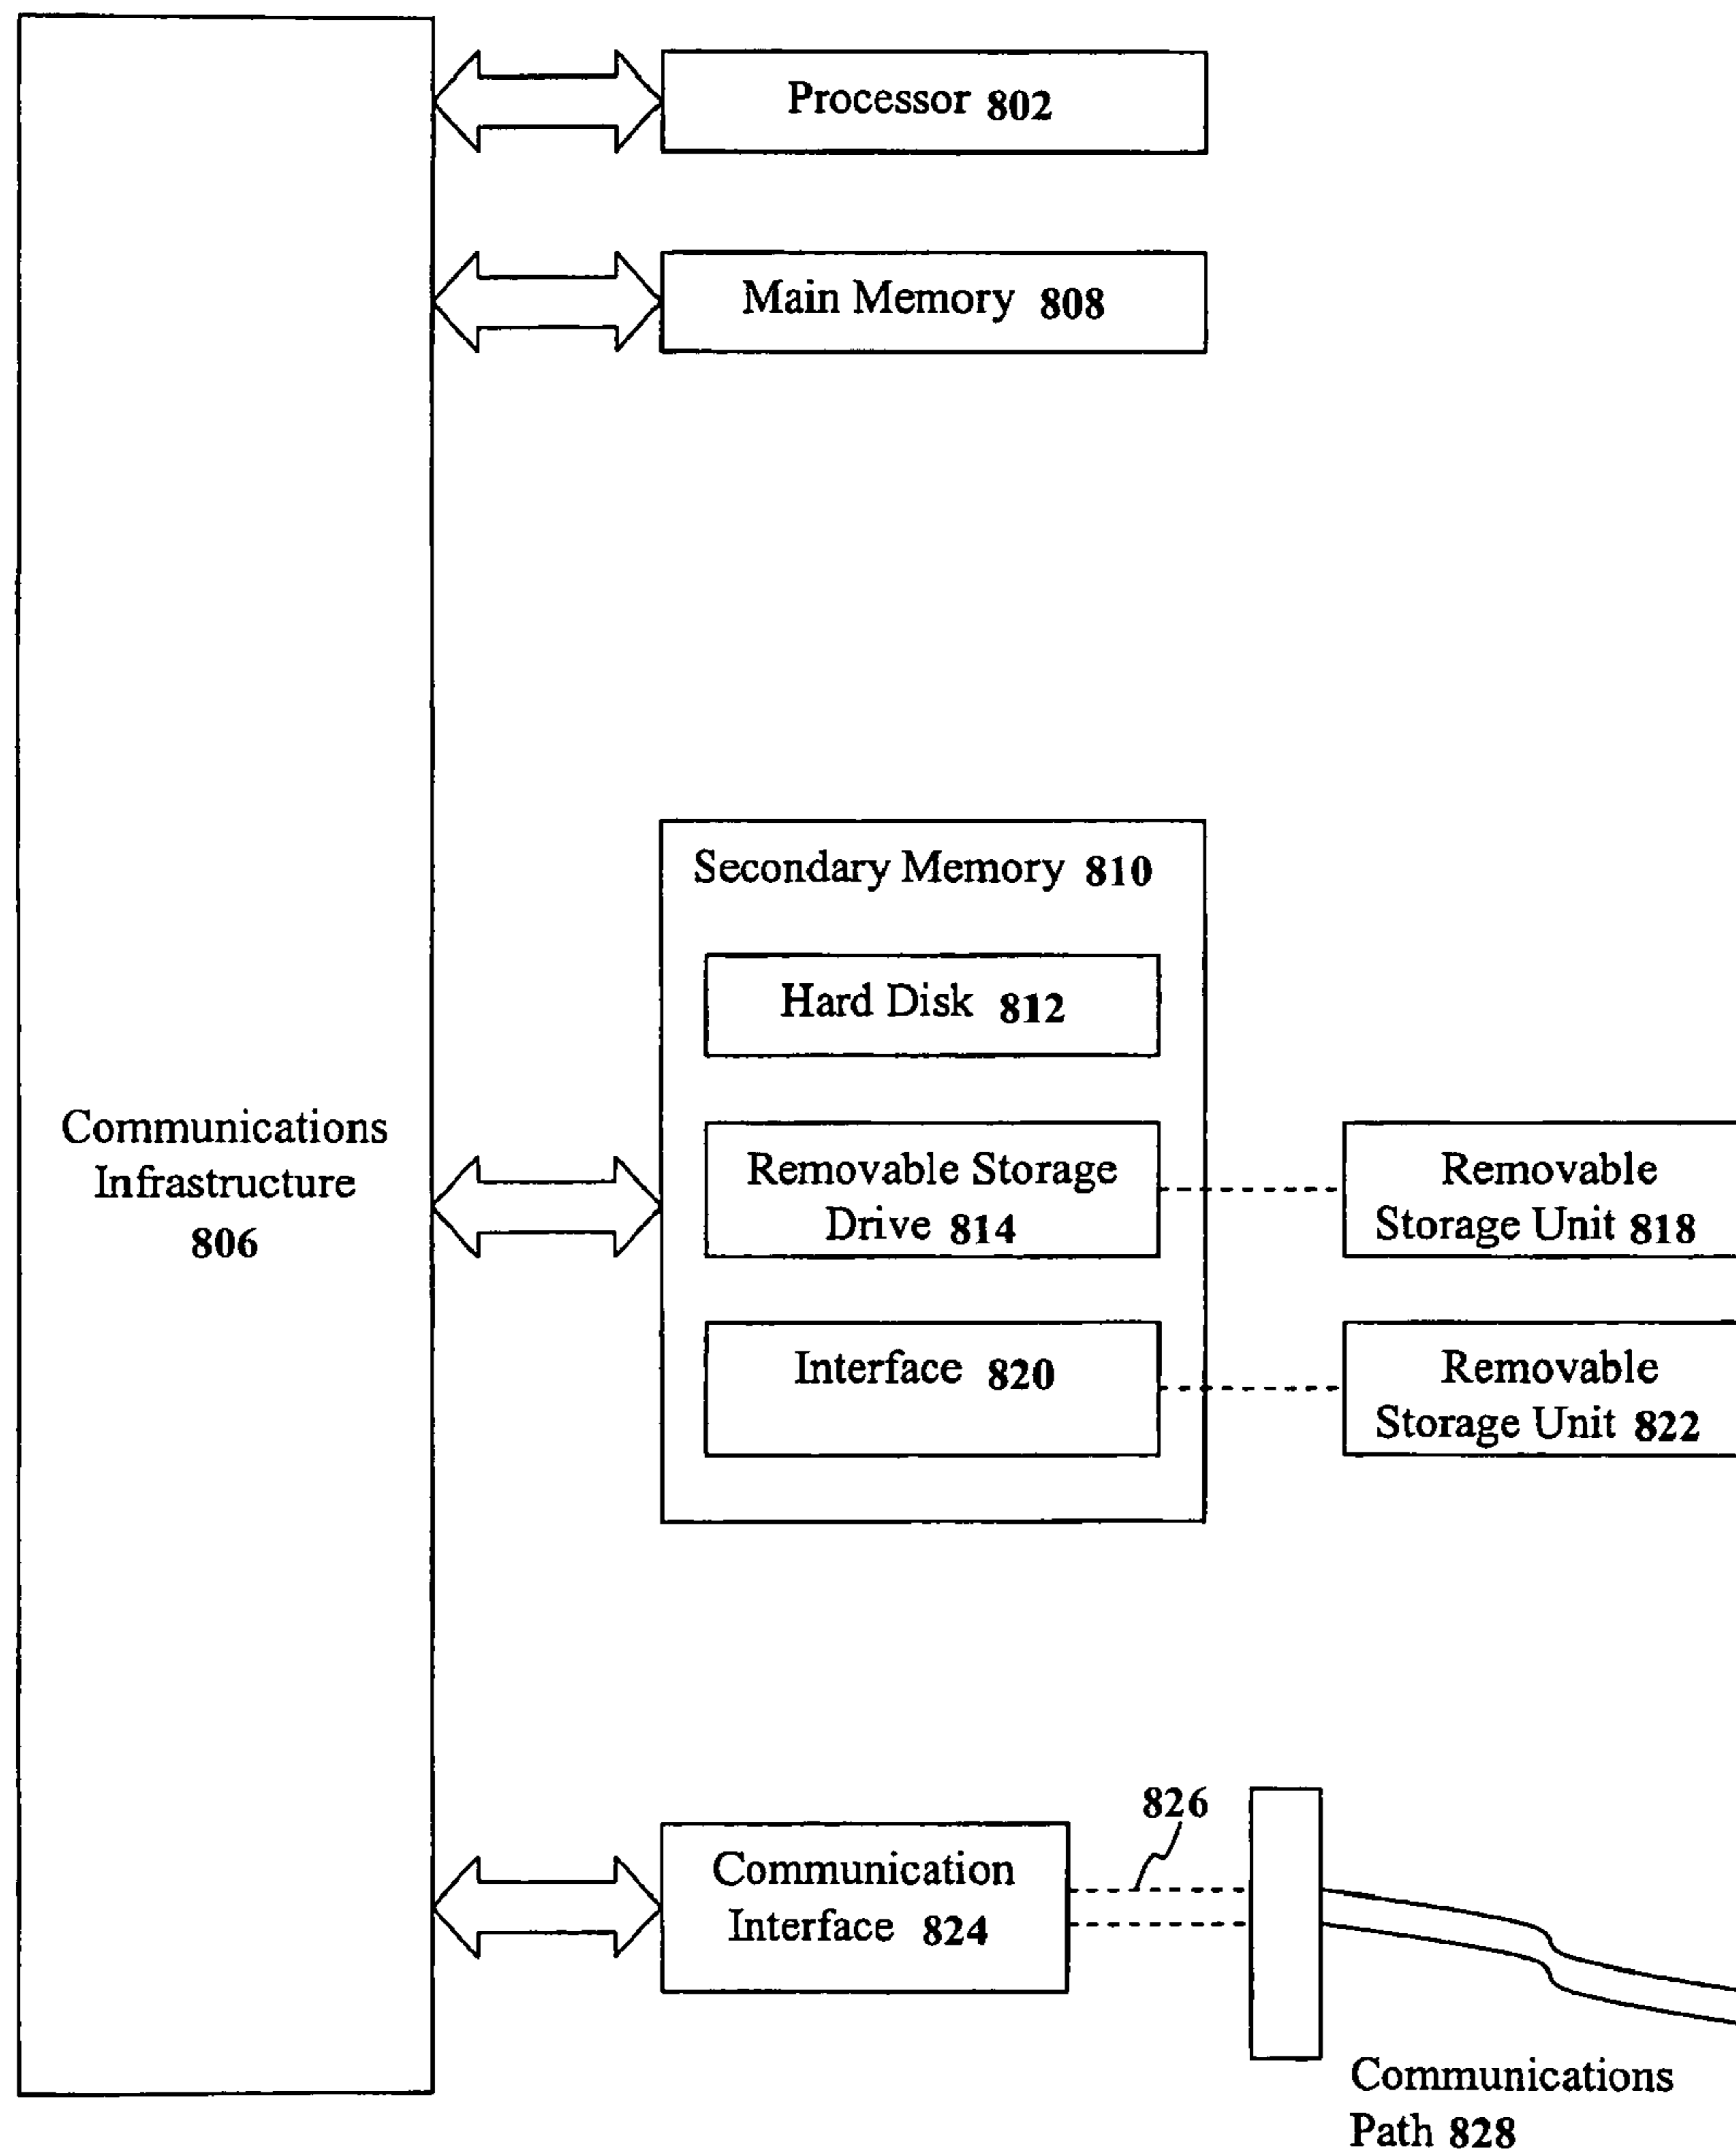 Processor 802
Main Memory 808
Secondary Memory 810
Hard Disk 812
Communications
Infrastructure
806
Removable Storage
Drive 814
Removable
Storage Unit 818
Interface 820
Removable
Storage Unit 822
826
Communication
Interface 824
Communications
Path 828